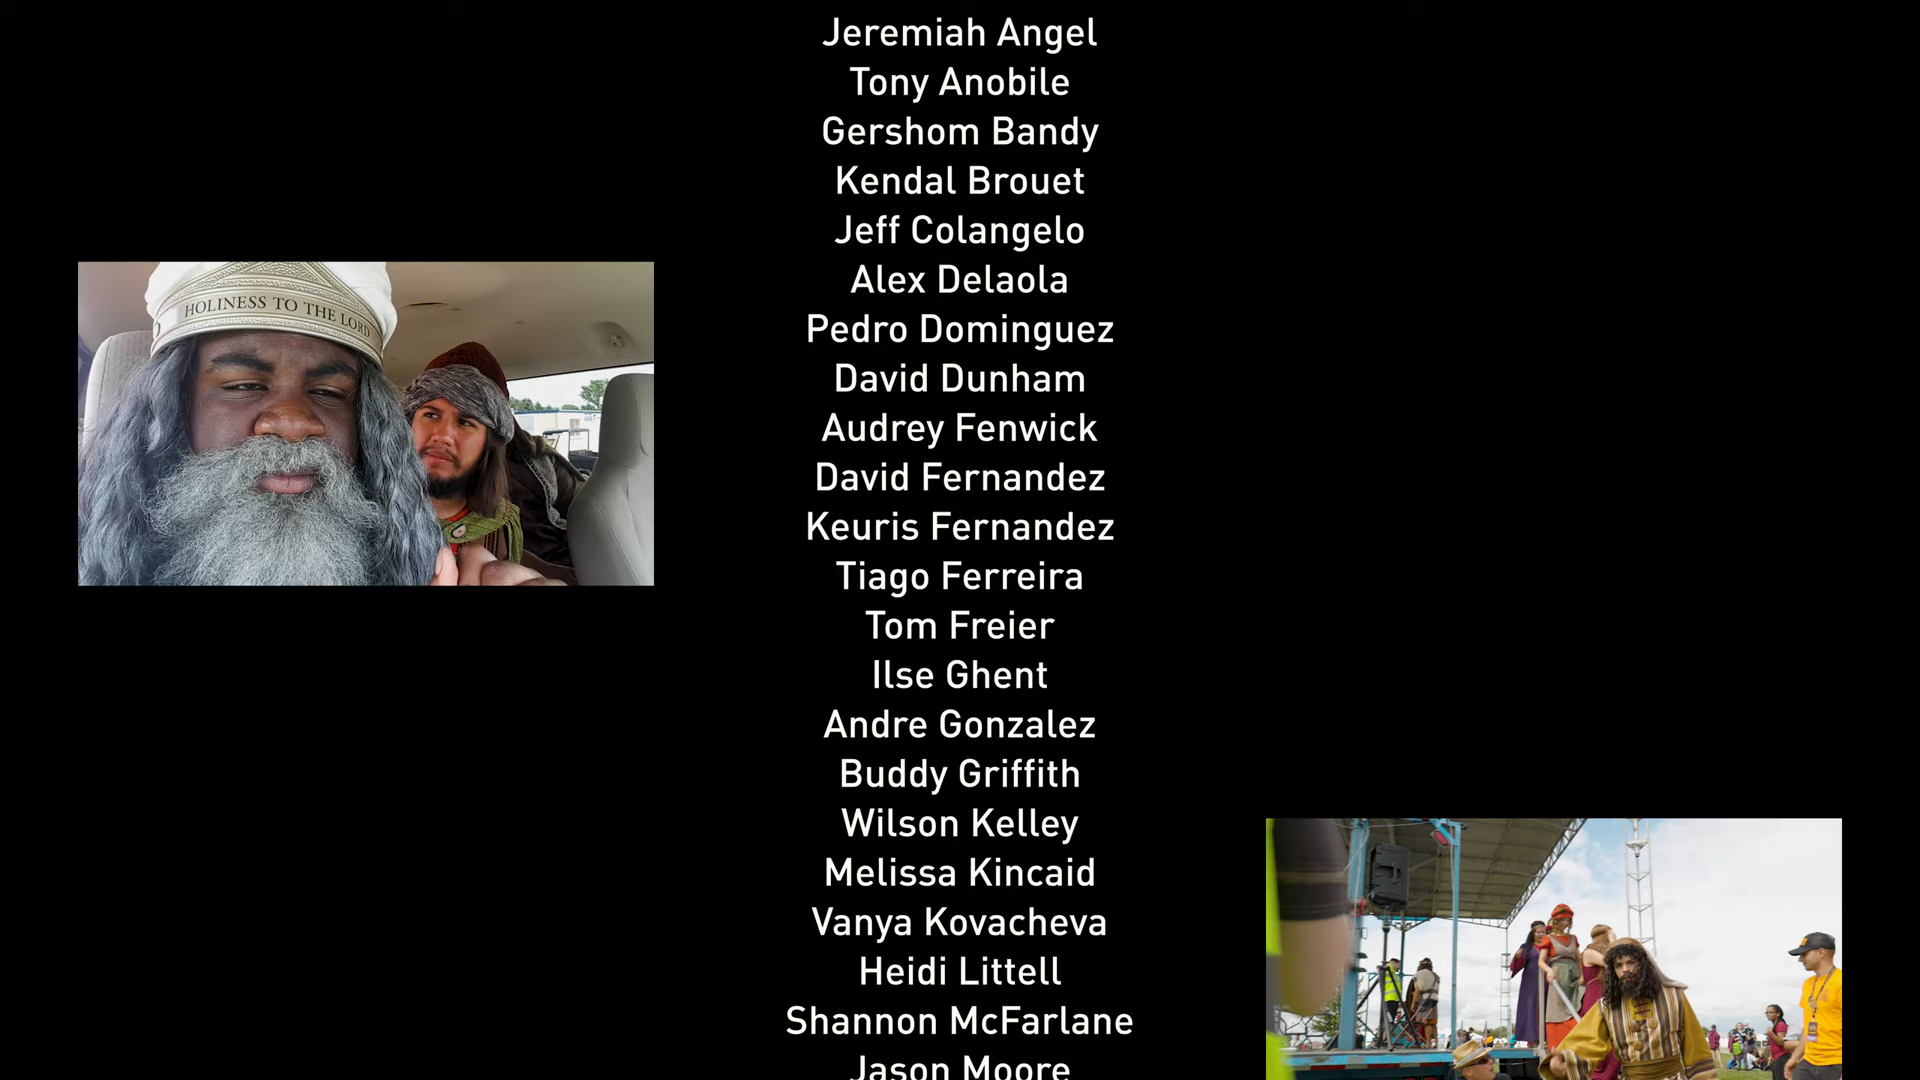 Jeremiah Angel
Tony Anobile
Gershom Bandy
Kendal Brouet
Jeff Colangelo
Alex Delaola
Pedro Dominguez
David Dunham
Audrey Fenwick
David Fernandez
Keuris Fernandez
Tiago Ferreira
Tom Freier
Ilse Ghent
Andre Gonzalez
Buddy Griffith
Wilson Kelley
Melissa Kincaid
Vanya Kovacheva
Heidi Littell
Shannon McFarlane
Jason Moore
HOLINESS TO THE LORD